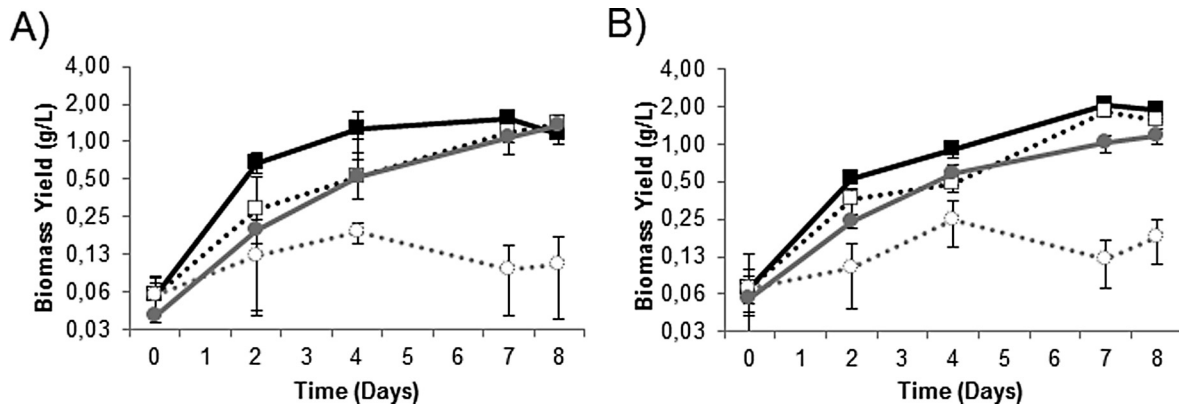 A)
Biomass Yield (g/L)
4,00
2,00
1,00
0,50
0,25
0,13
0,06
0,03
0 1 2 3 4 5 6 7 8
Time (Days)
B)
Biomass Yield (g/L)
4,00
2,00
1,00
0,50
0,25
0,13
0,06
0,03
0 1 2 3 4 5 6 7 8
Time (Days)